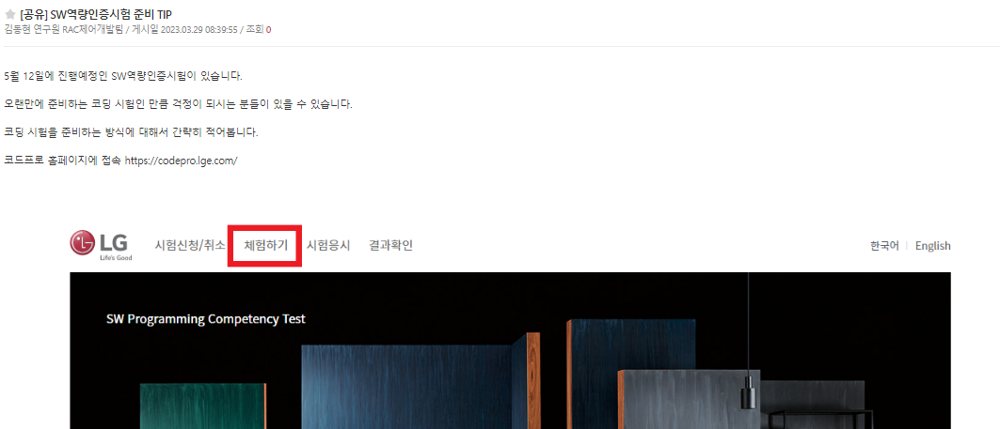 [공유] SW역량인증시험 준비 TIP
김동현 연구원 RAC제어개발팀 / 게시일 2023.03.29 08:39:55 / 조회 0
5월 12일에 진행예정인 SW역량인증시험이 있습니다.
오랜만에 준비하는 코딩 시험인 만큼 걱정이 되시는 분들이 있을 수 있습니다.
코딩 시험을 준비하는 방식에 대해서 간략히 적어봅니다.
코드프로 홈페이지에 접속 https://codepro.lge.com/
LG
Life's Good
시험신청/취소 체험하기 시험응시 결과확인 한국어 | English
SW Programming Competency Test